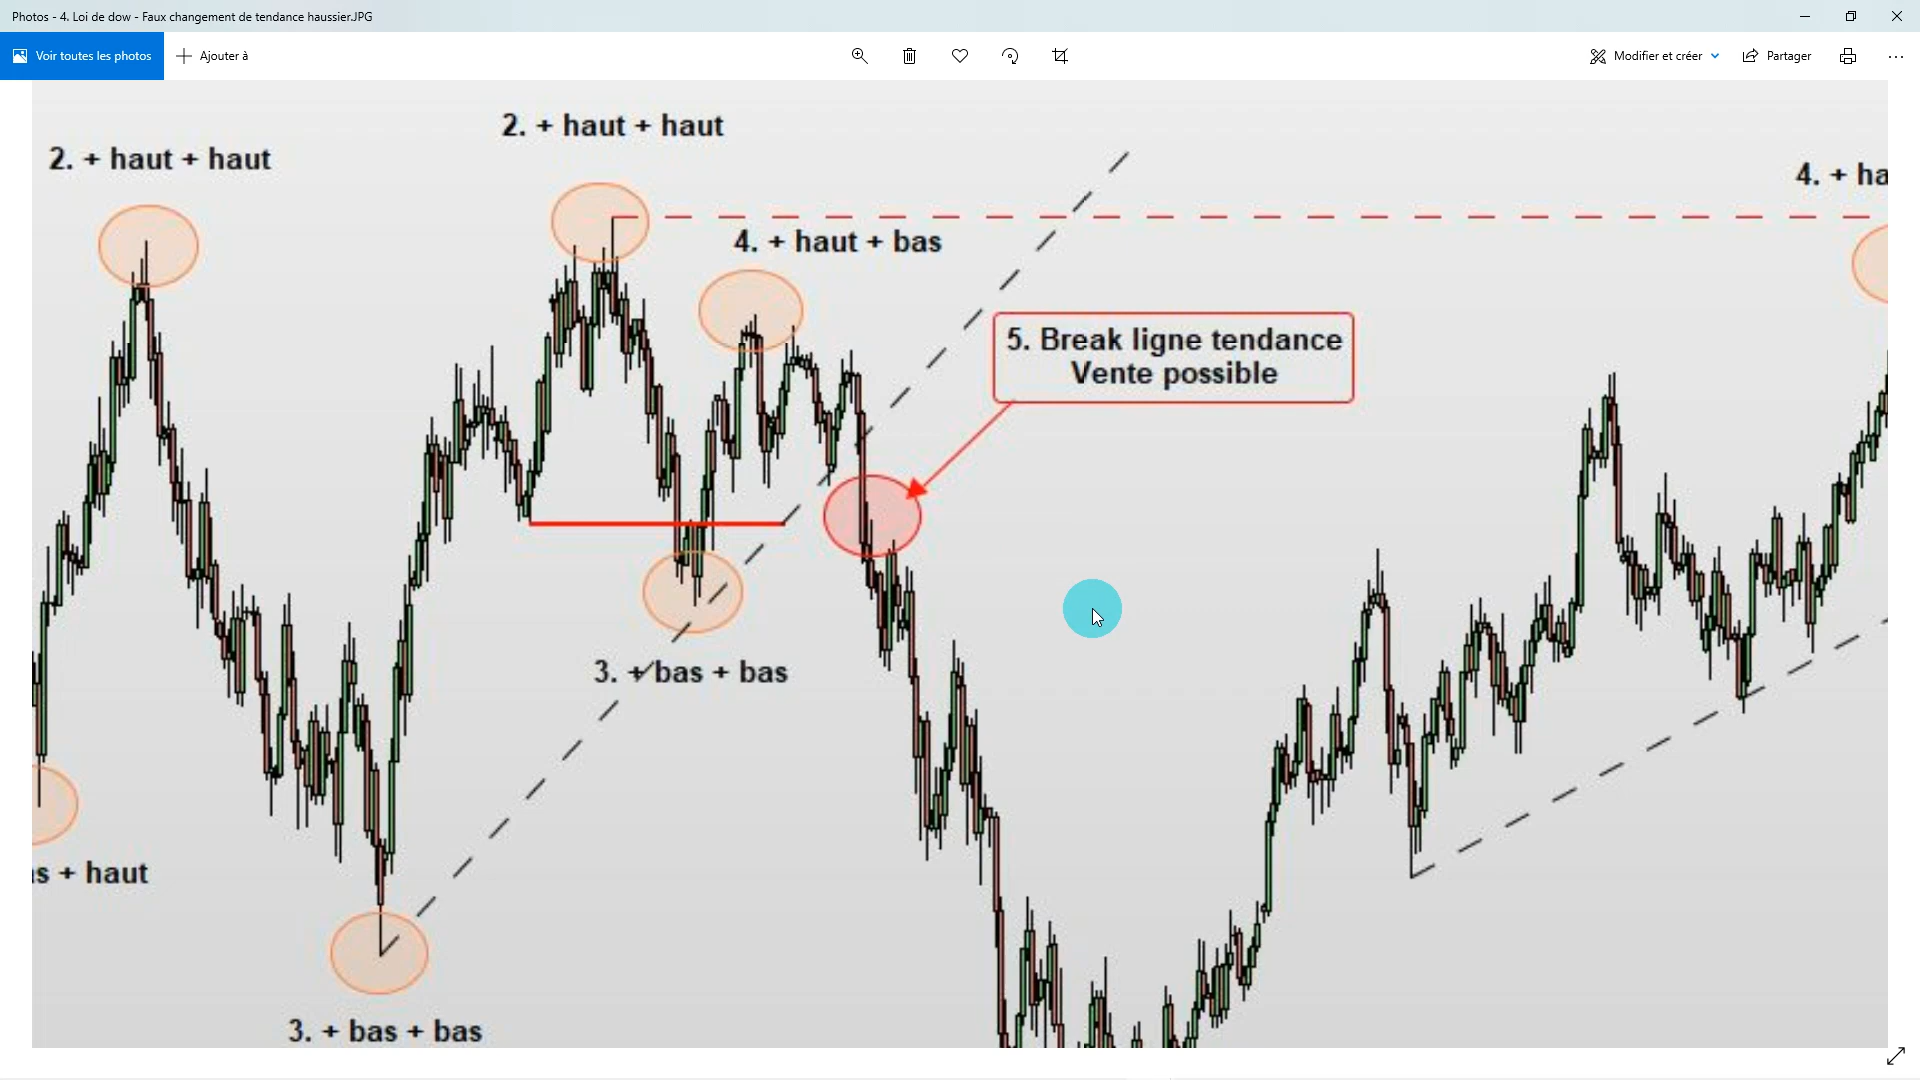 Photos - 4. Loi de dow - Faux changement de tendance haussier.JPG
Voir toutes les photos
Ajouter à
Modifier et créer
Partager
2. + haut + haut
2. + haut + haut
4. + ha
4. + haut + bas
5. Break ligne tendance
Vente possible
3. + bas + bas
s + haut
3. + bas + bas